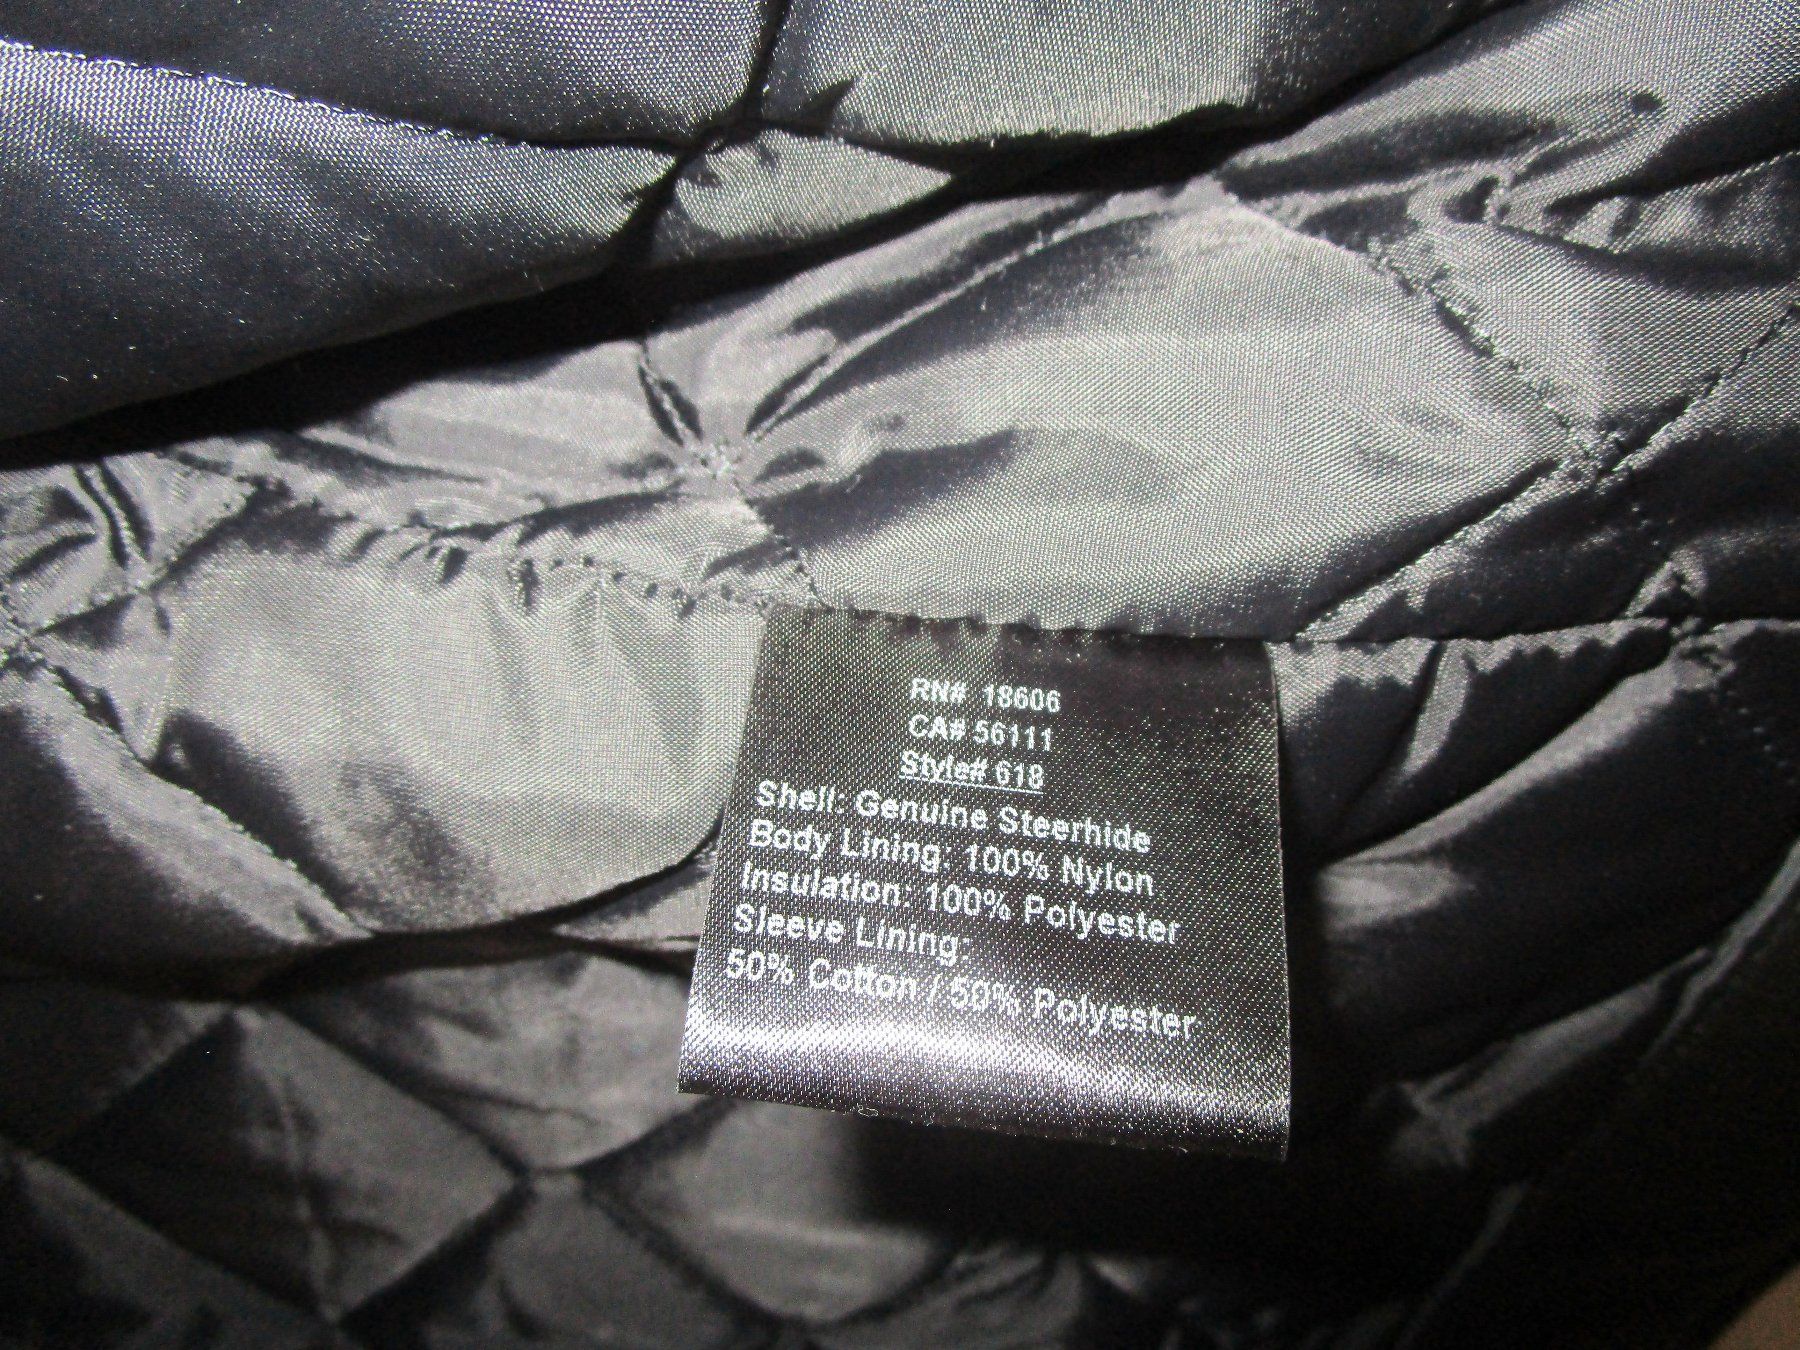 RN# 18606
CA# 56111
Style# 618
Shell: Genuine Steerhide
Body Lining: 100% Nylon
Insulation: 100% Polyester
Sleeve Lining:
50% Cotton / 50% Polyester